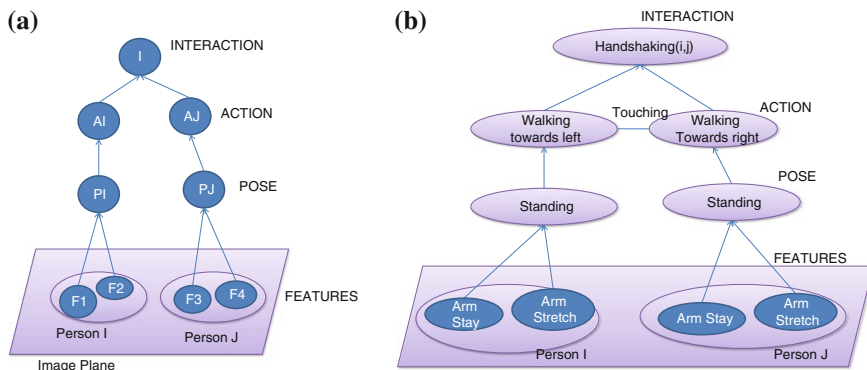 (a)
INTERACTION
I
AI
AJ
ACTION
PI
PJ
POSE
F1
F2
F3
F4
FEATURES
Person I
Person J
Image Plane
(b)
INTERACTION
Handshaking(i,j)
Walking
towards left
Touching
Walking
Towards right
ACTION
POSE
Standing
Standing
FEATURES
Arm
Stay
Arm
Stretch
Arm Stay
Arm
Stretch
Person I
Person J